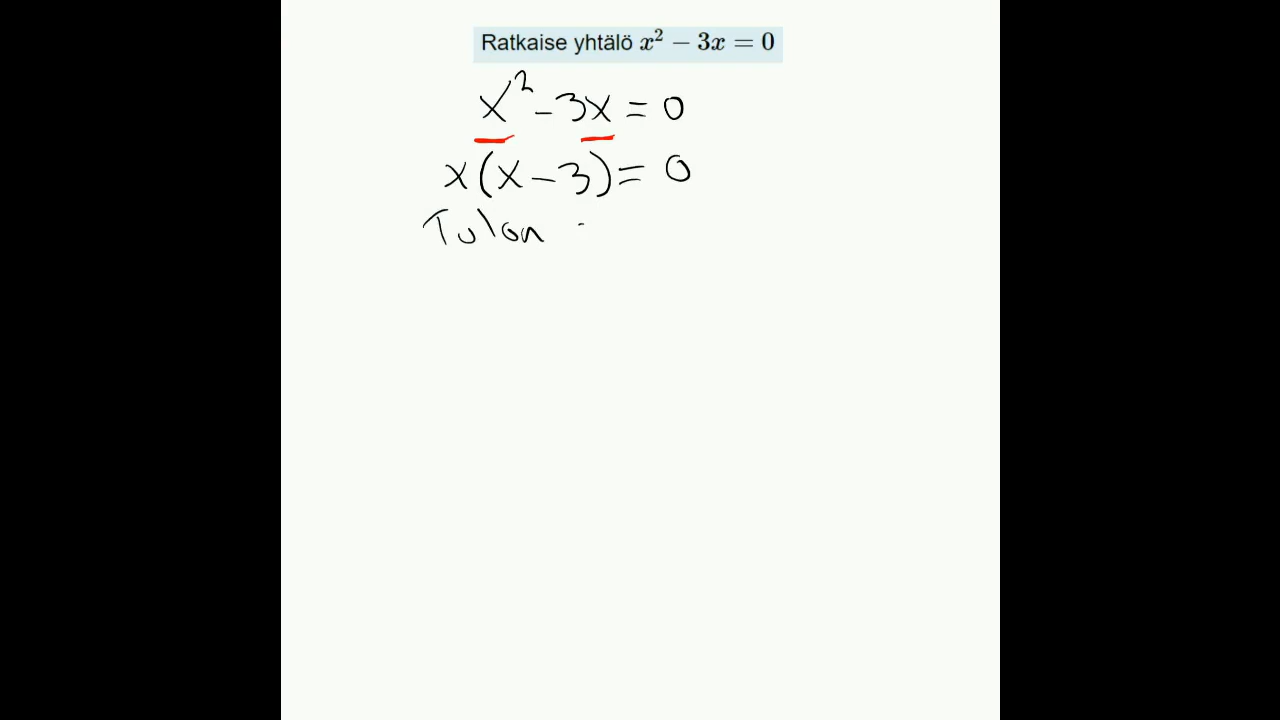 Ratkaise yhtälö x² − 3x = 0
x² - 3x = 0
x(x - 3) = 0
Tulon